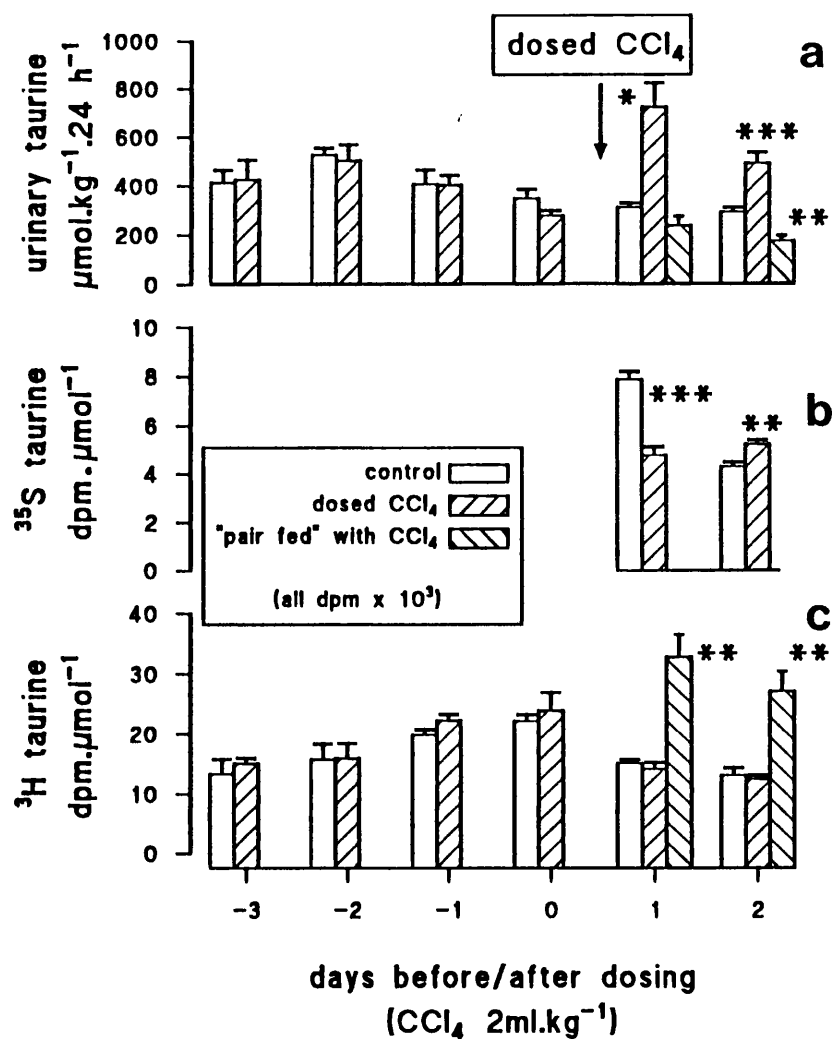 dosed CCl₄
a
urinary taurine
μmol.kg⁻¹.24 h⁻¹
1000
800
600
400
200
0
*
***
**
b
³⁵S taurine
dpm.μmol⁻¹
10
8
6
4
2
0
***
**
control
dosed CCl₄
"pair fed" with CCl₄
(all dpm x 10³)
c
³H taurine
dpm.μmol⁻¹
40
30
20
10
0
**
**
-3 -2 -1 0 1 2
days before/after dosing
(CCl₄ 2ml.kg⁻¹)